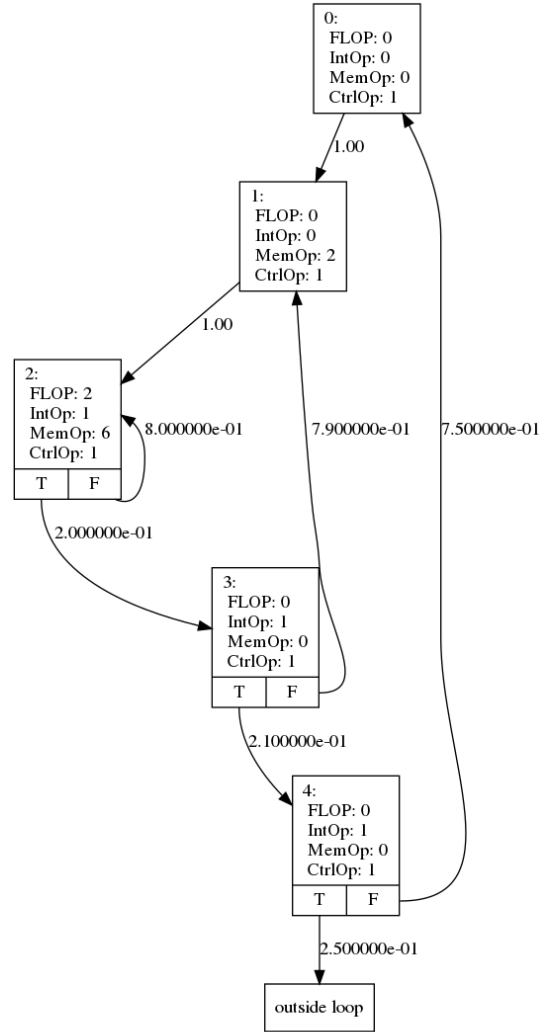 0:
FLOP: 0
IntOp: 0
MemOp: 0
CtrlOp: 1
1.00
1:
FLOP: 0
IntOp: 0
MemOp: 2
CtrlOp: 1
1.00
2:
FLOP: 2
IntOp: 1
MemOp: 6
CtrlOp: 1
T F
8.000000e-01
7.900000e-01
7.500000e-01
2.000000e-01
3:
FLOP: 0
IntOp: 1
MemOp: 0
CtrlOp: 1
T F
2.100000e-01
4:
FLOP: 0
IntOp: 1
MemOp: 0
CtrlOp: 1
T F
2.500000e-01
outside loop